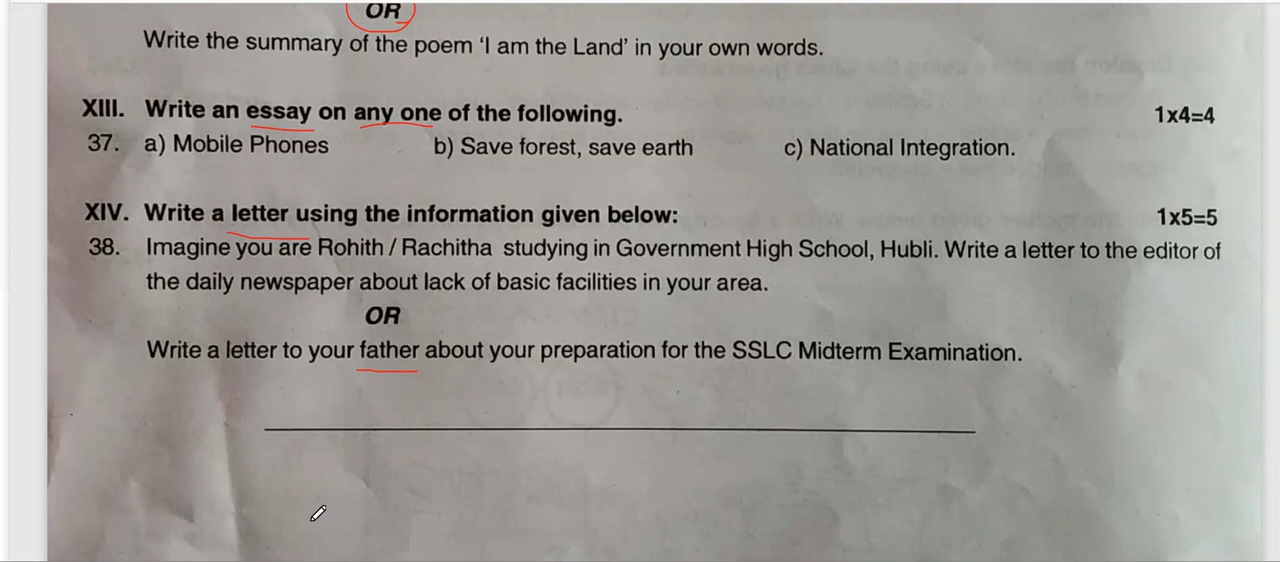 OR
Write the summary of the poem ‘I am the Land’ in your own words.
XIII. Write an essay on any one of the following. 1x4=4
37. a) Mobile Phones b) Save forest, save earth c) National Integration.
XIV. Write a letter using the information given below: 1x5=5
38. Imagine you are Rohith / Rachitha studying in Government High School, Hubli. Write a letter to the editor of
the daily newspaper about lack of basic facilities in your area.
OR
Write a letter to your father about your preparation for the SSLC Midterm Examination.